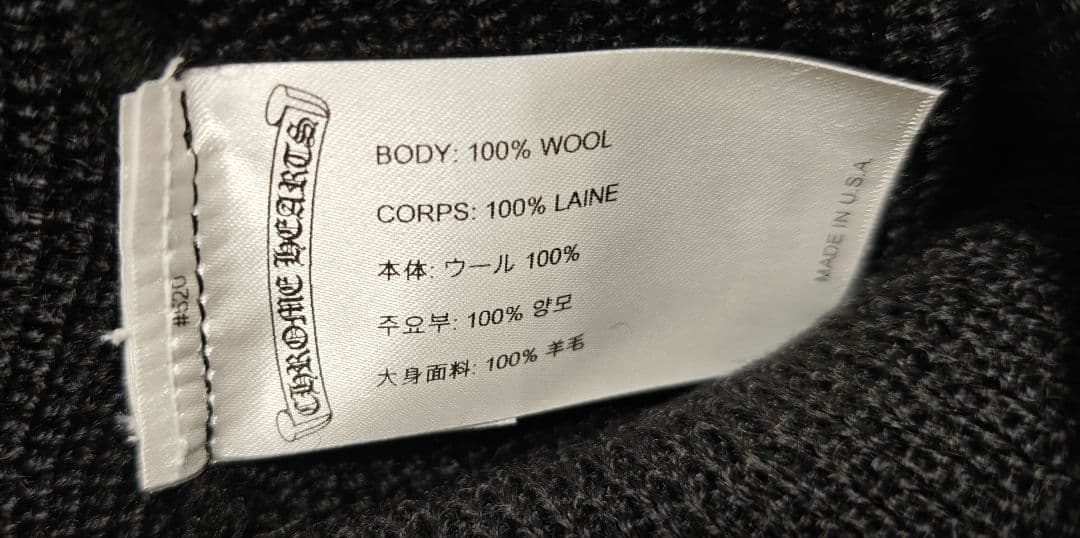 CHROME HEARTS
BODY: 100% WOOL
CORPS: 100% LAINE
本体: ウール 100%
주요부: 100% 양모
大身面料: 100% 羊毛
MADE IN U.S.A.